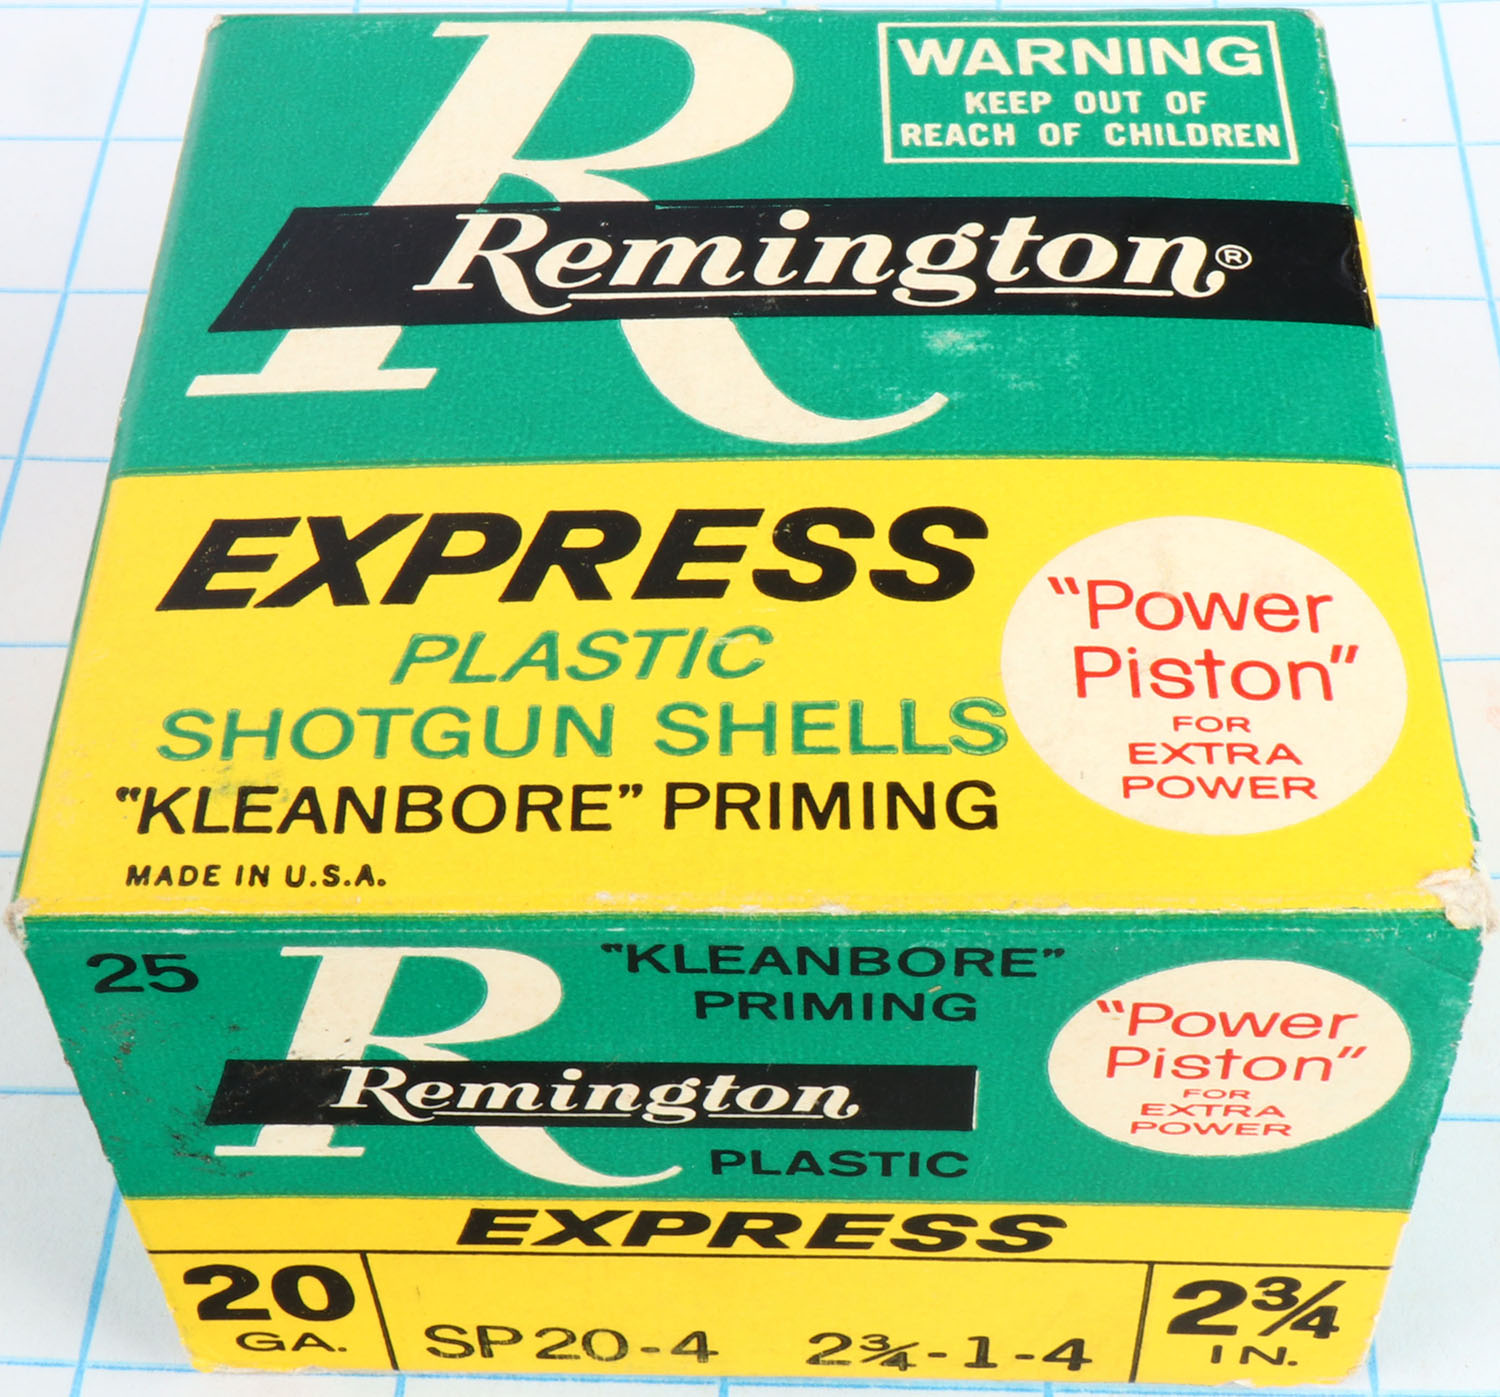 R
WARNING
KEEP OUT OF
REACH OF CHILDREN
Remington®
EXPRESS
PLASTIC
SHOTGUN SHELLS
"KLEANBORE" PRIMING
MADE IN U.S.A.
"Power
Piston"
FOR
EXTRA
POWER
25
R
"KLEANBORE"
PRIMING
Remington
PLASTIC
"Power
Piston"
FOR
EXTRA
POWER
EXPRESS
20
GA.
SP20-4 2¾-1-4
2¾
IN.